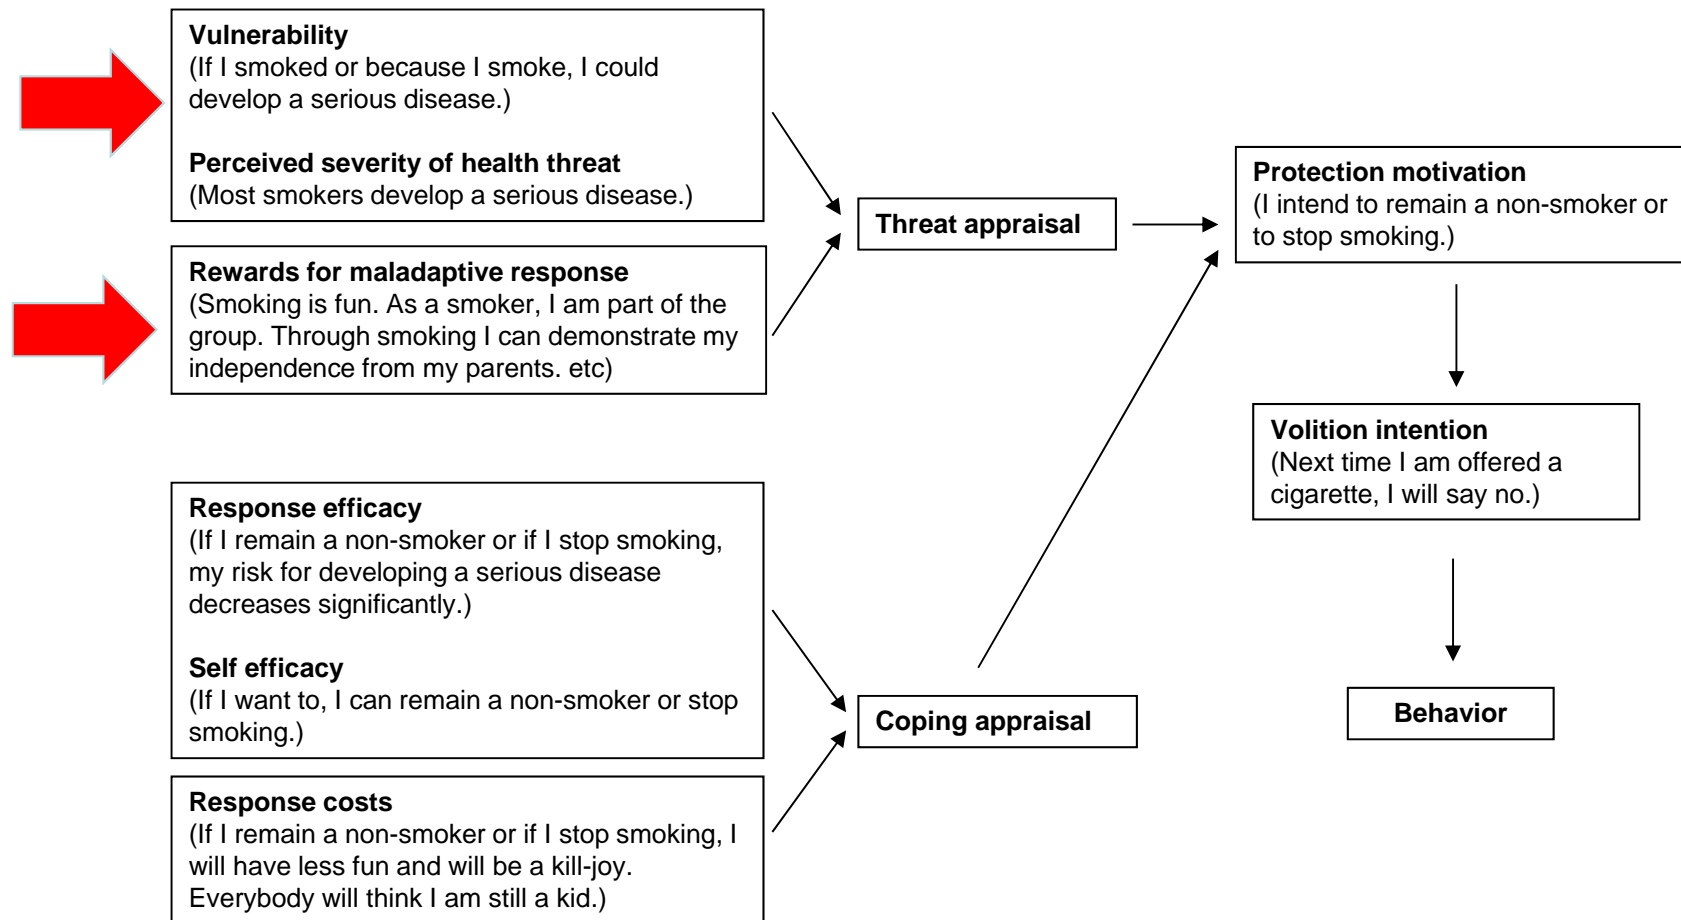 Vulnerability
(If I smoked or because I smoke, I could
develop a serious disease.)
Perceived severity of health threat
(Most smokers develop a serious disease.)
Rewards for maladaptive response
(Smoking is fun. As a smoker, I am part of the
group. Through smoking I can demonstrate my
independence from my parents. etc)
Threat appraisal
Protection motivation
(I intend to remain a non-smoker or
to stop smoking.)
Volition intention
(Next time I am offered a
cigarette, I will say no.)
Response efficacy
(If I remain a non-smoker or if I stop smoking,
my risk for developing a serious disease
decreases significantly.)
Self efficacy
(If I want to, I can remain a non-smoker or stop
smoking.)
Response costs
(If I remain a non-smoker or if I stop smoking, I
will have less fun and will be a kill-joy.
Everybody will think I am still a kid.)
Coping appraisal
Behavior